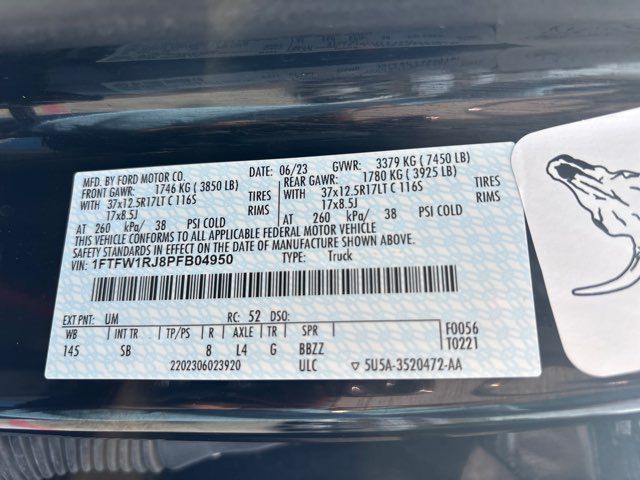 MFD. BY FORD MOTOR CO.
DATE: 06/23 GVWR: 3379 KG ( 7450 LB)
FRONT GAWR: 1746 KG ( 3850 LB) REAR GAWR: 1780 KG ( 3925 LB)
WITH 37x12.5R17LT C 116S TIRES WITH 37x12.5R17LT C 116S TIRES
17x8.5J RIMS 17x8.5J RIMS
AT 260 kPa/ 38 PSI COLD AT 260 kPa/ 38 PSI COLD
THIS VEHICLE CONFORMS TO ALL APPLICABLE FEDERAL MOTOR VEHICLE
SAFETY STANDARDS IN EFFECT ON THE DATE OF MANUFACTURE SHOWN ABOVE.
VIN: 1FTFW1RJ8PFB04950 TYPE: Truck
EXT PNT: UM RC: 52 DSO:
WB INT TR TP/PS R AXLE TR SPR F0056
145 SB 8 L4 G BBZZ T0221
2202306023920 ULC ▽ 5U5A-3520472-AA